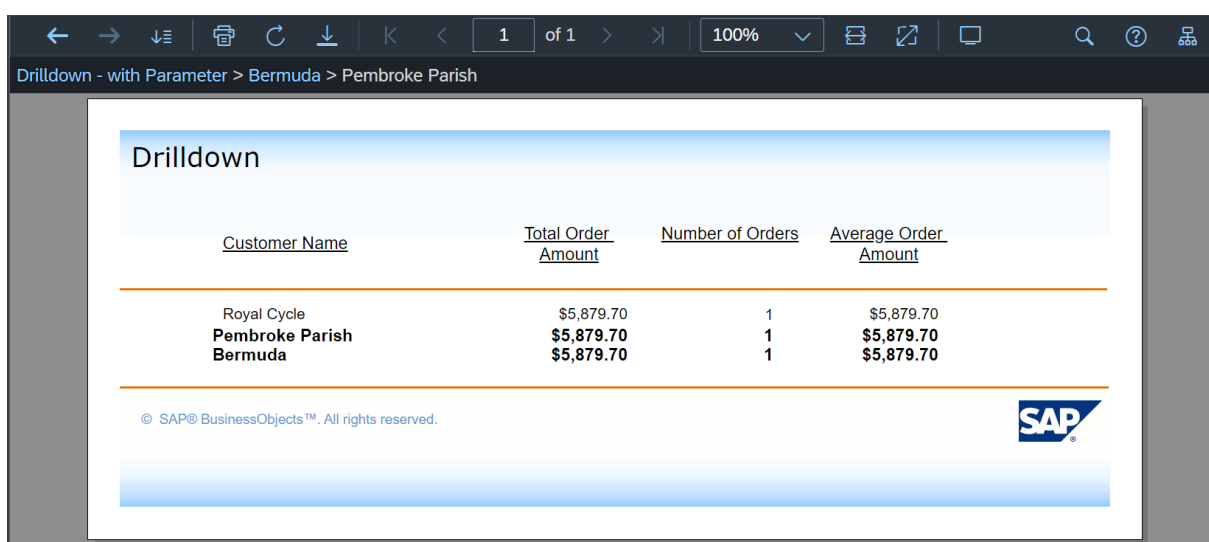 1 of 1 100%
Drilldown - with Parameter > Bermuda > Pembroke Parish
Drilldown
Customer Name Total Order Amount Number of Orders Average Order Amount
Royal Cycle $5,879.70 1 $5,879.70
Pembroke Parish $5,879.70 1 $5,879.70
Bermuda $5,879.70 1 $5,879.70
© SAP® BusinessObjects™. All rights reserved.
SAP®